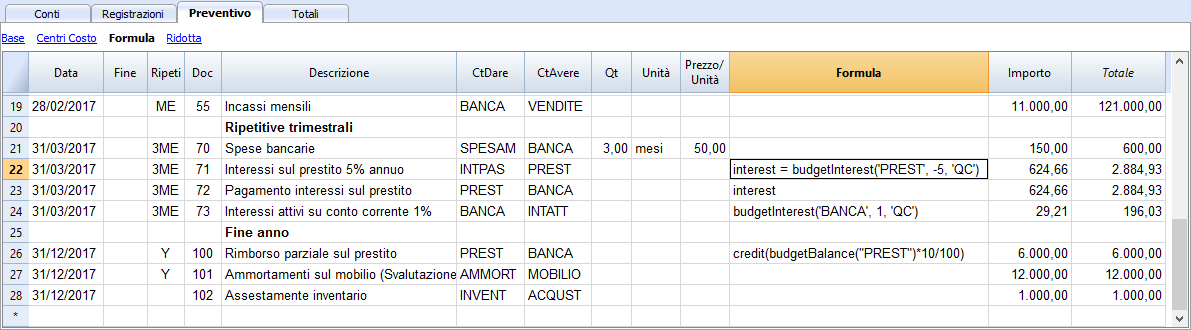 Conti Registrazioni Preventivo Totali
Base Centri Costo Formula Ridotta
Data Fine Ripeti Doc Descrizione CtDare CtAvere Qt Unità Prezzo/ Unità Formula Importo Totale
19 28/02/2017 ME 55 Incassi mensili BANCA VENDITE 11.000,00 121.000,00
20 Ripetitive trimestrali
21 31/03/2017 3ME 70 Spese bancarie SPESAM BANCA 3,00 mesi 50,00 150,00 600,00
22 31/03/2017 3ME 71 Interessi sul prestito 5% annuo INTPAS PREST interest = budgetInterest('PREST', -5, 'QC') 624,66 2.884,93
23 31/03/2017 3ME 72 Pagamento interessi sul prestito PREST BANCA interest 624,66 2.884,93
24 31/03/2017 3ME 73 Interessi attivi su conto corrente 1% BANCA INTATT budgetInterest('BANCA', 1, 'QC') 29,21 196,03
25 Fine anno
26 31/12/2017 Y 100 Rimborso parziale sul prestito PREST BANCA credit(budgetBalance("PREST")*10/100) 6.000,00 6.000,00
27 31/12/2017 Y 101 Ammortamenti sul mobilio (Svalutazione AMMORT MOBILIO 12.000,00 12.000,00
28 31/12/2017 102 Assestamente inventario INVENT ACQUST 1.000,00 1.000,00
*